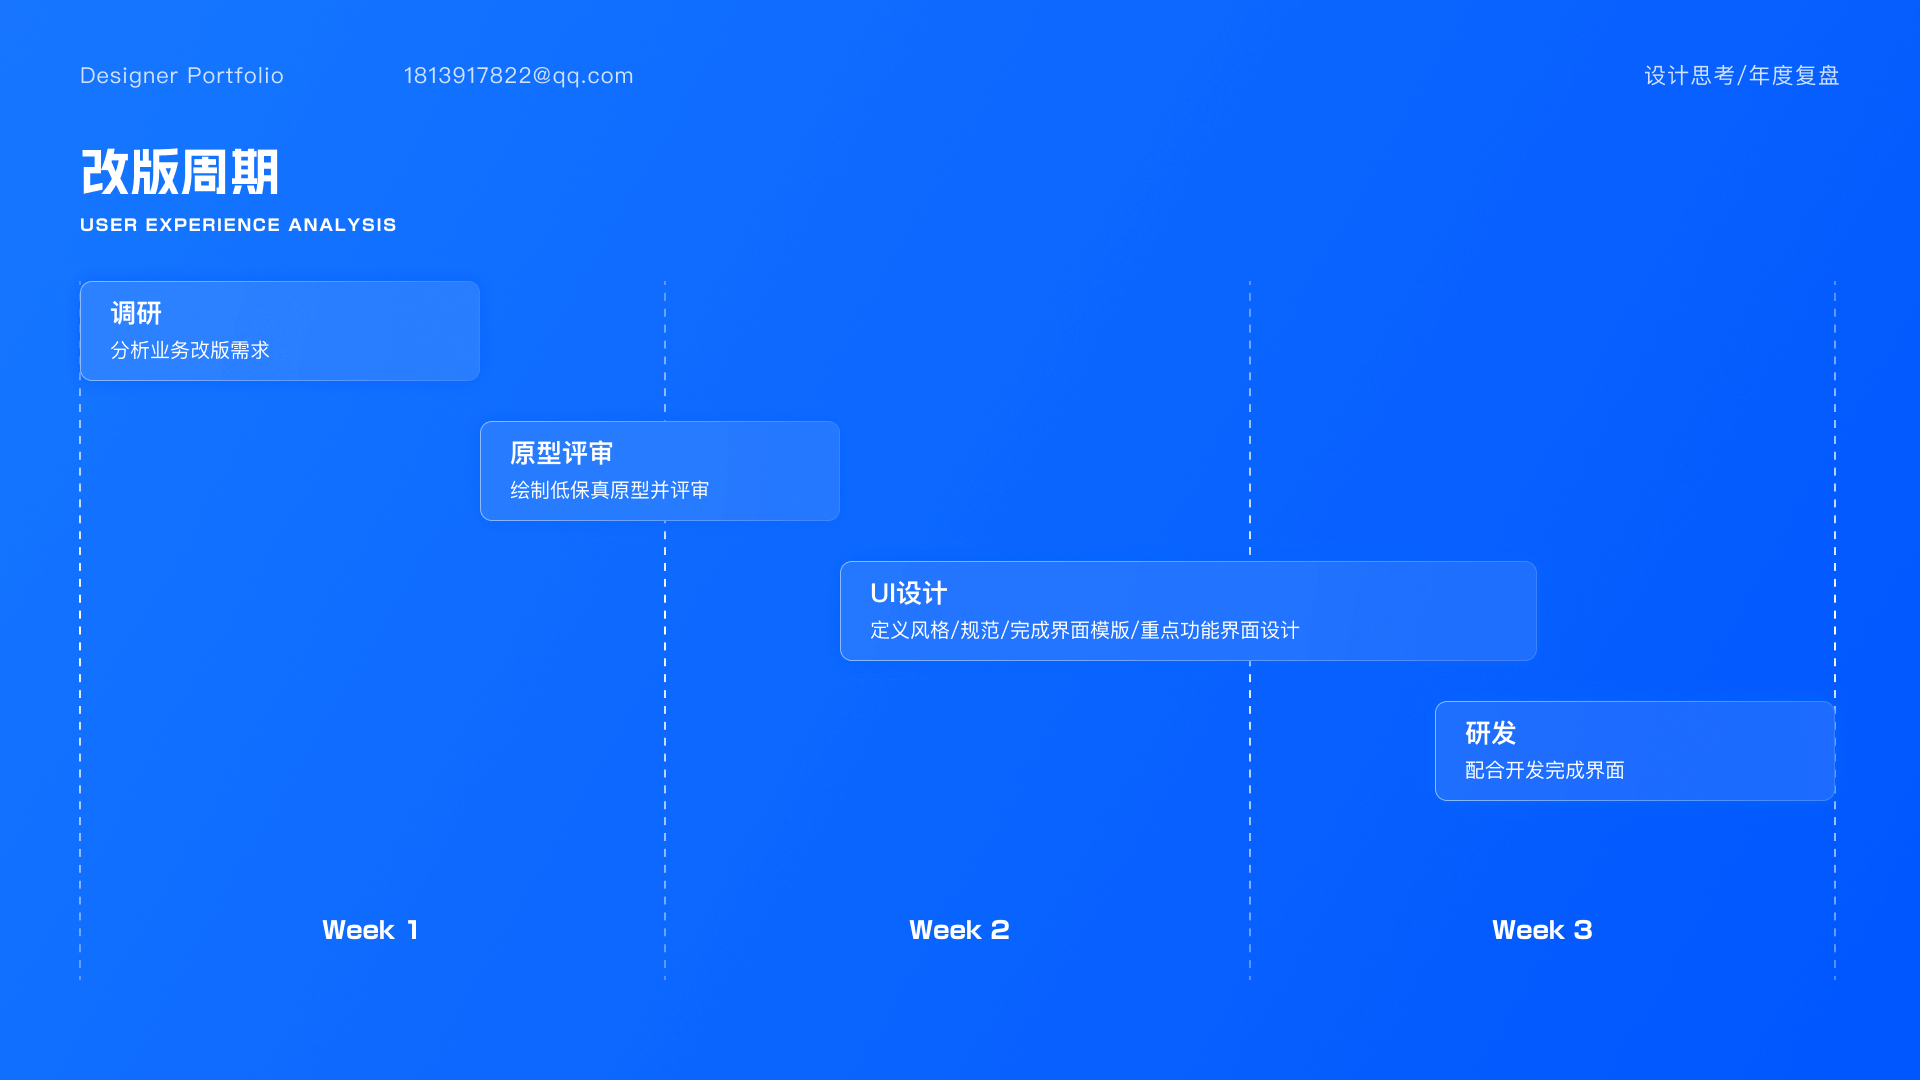 Designer Portfolio
1813917822@qq.com
设计思考/年度复盘
改版周期
USER EXPERIENCE ANALYSIS
调研
分析业务改版需求
原型评审
绘制低保真原型并评审
UI设计
定义风格/规范/完成界面模版/重点功能界面设计
研发
配合开发完成界面
Week 1
Week 2
Week 3